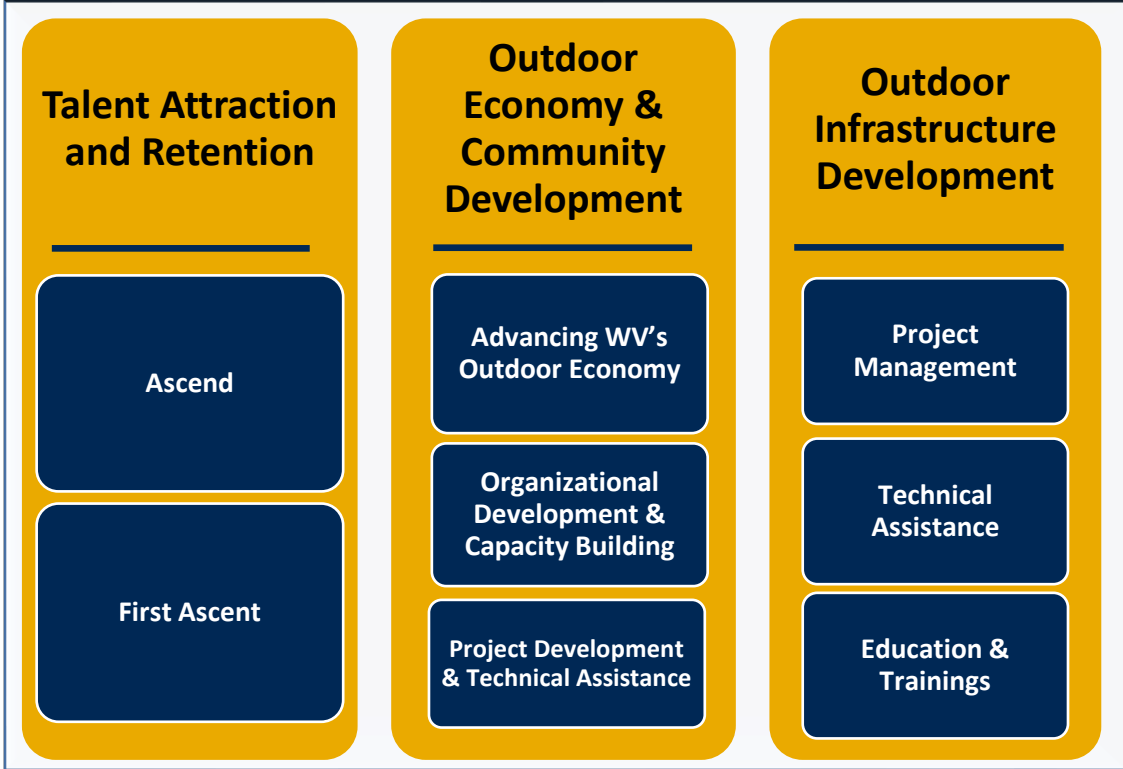 Talent Attraction
and Retention
Ascend
First Ascent
Outdoor
Economy &
Community
Development
Advancing WV’s
Outdoor Economy
Organizational
Development &
Capacity Building
Project Development
& Technical Assistance
Outdoor
Infrastructure
Development
Project
Management
Technical
Assistance
Education &
Trainings